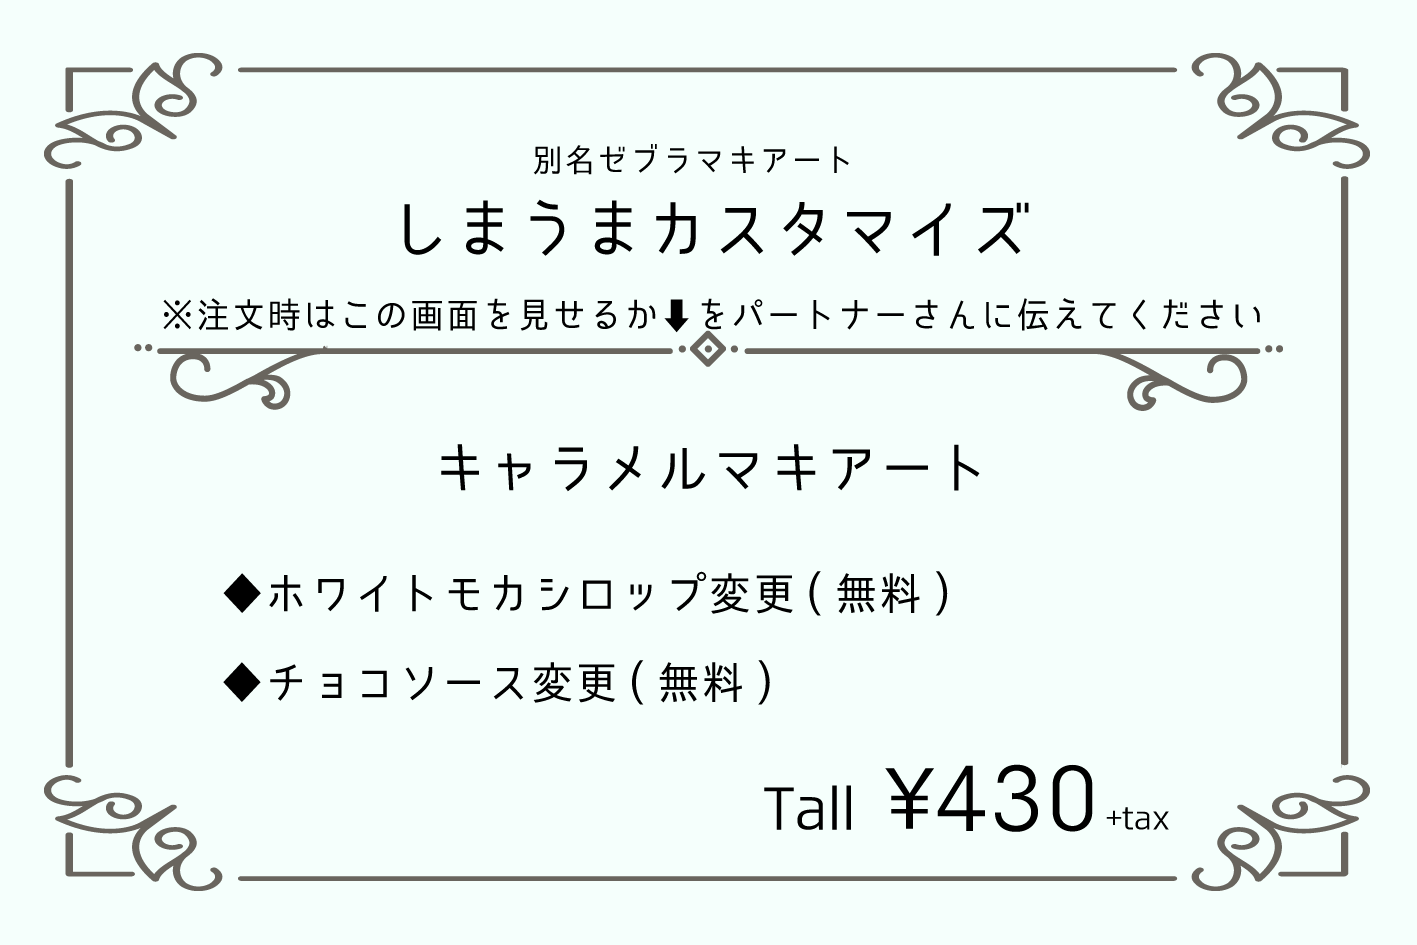 別名ゼブラマキアート
しまうまカスタマイズ
※注文時はこの画面を見せるか⬇をパートナーさんに伝えてください
キャラメルマキアート
◆ホワイトモカシロップ変更(無料)
◆チョコソース変更(無料)
Tall ¥430 +tax